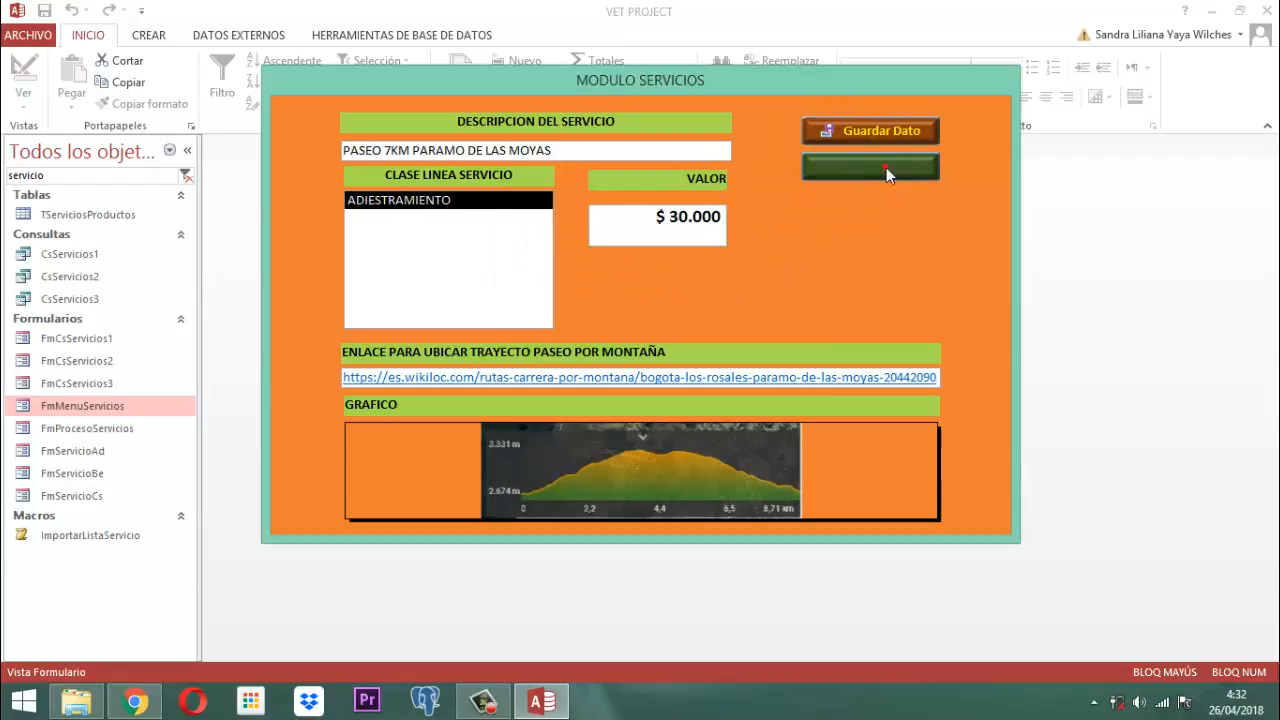 VET PROJECT
ARCHIVO INICIO CREAR DATOS EXTERNOS HERRAMIENTAS DE BASE DE DATOS Sandra Liliana Yaya Wilches
Ver
Vistas
Pegar
Cortar
Copiar
Copiar formato
Portapapeles
Filtro
Ascendente
Selección
Nuevo
Totales
Reemplazar
to
Todos los objet...
servicio
Tablas
TServiciosProductos
Consultas
CsServicios1
CsServicios2
CsServicios3
Formularios
FmCsServicios1
FmCsServicios2
FmCsServicios3
FmMenuServicios
FmProcesoServicios
FmServicioAd
FmServicioBe
FmServicioCs
Macros
ImportarListaServicio
MODULO SERVICIOS
DESCRIPCION DEL SERVICIO
PASEO 7KM PARAMO DE LAS MOYAS
CLASE LINEA SERVICIO
ADIESTRAMIENTO
VALOR
$ 30.000
Guardar Dato
ENLACE PARA UBICAR TRAYECTO PASEO POR MONTAÑA
https://es.wikiloc.com/rutas-carrera-por-montana/bogota-los-rosales-paramo-de-las-moyas-20442090
GRAFICO
3.331 m
2.674 m
0 2,2 4,4 6,5 8,71 km
Vista Formulario BLOQ MAYÚS BLOQ NUM
Pr
4:32
26/04/2018